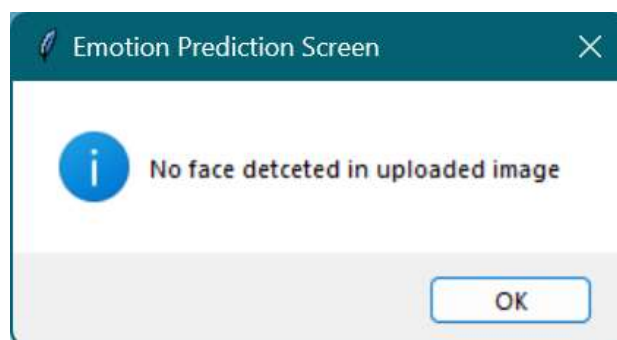 Emotion Prediction Screen
No face detceted in uploaded image
OK